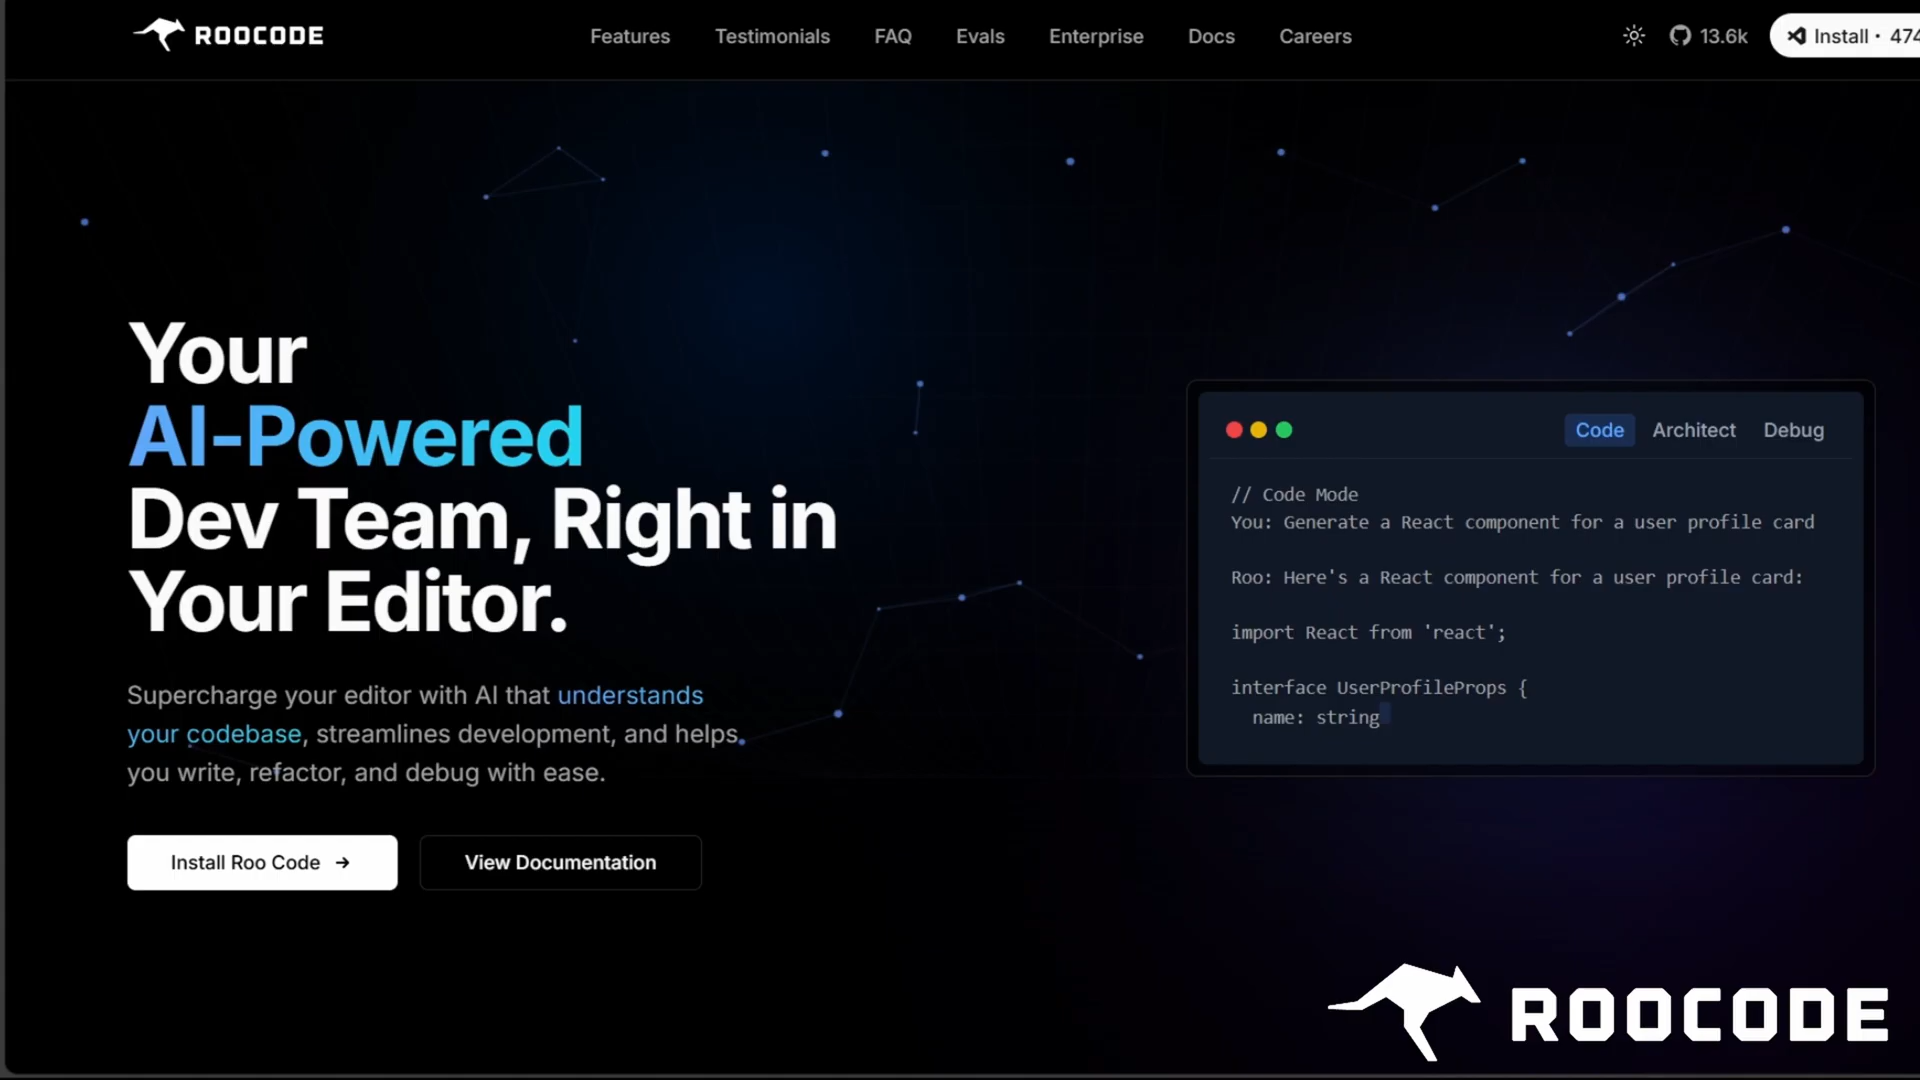 ROOCODE
Features
Testimonials
FAQ
Evals
Enterprise
Docs
Careers
13.6k
Install · 474
Your
AI-Powered
Dev Team, Right in
Your Editor.
Supercharge your editor with AI that understands
your codebase, streamlines development, and helps
you write, refactor, and debug with ease.
Install Roo Code →
View Documentation
Code
Architect
Debug
// Code Mode
You: Generate a React component for a user profile card
Roo: Here's a React component for a user profile card:
import React from 'react';
interface UserProfileProps {
name: string
ROOCODE